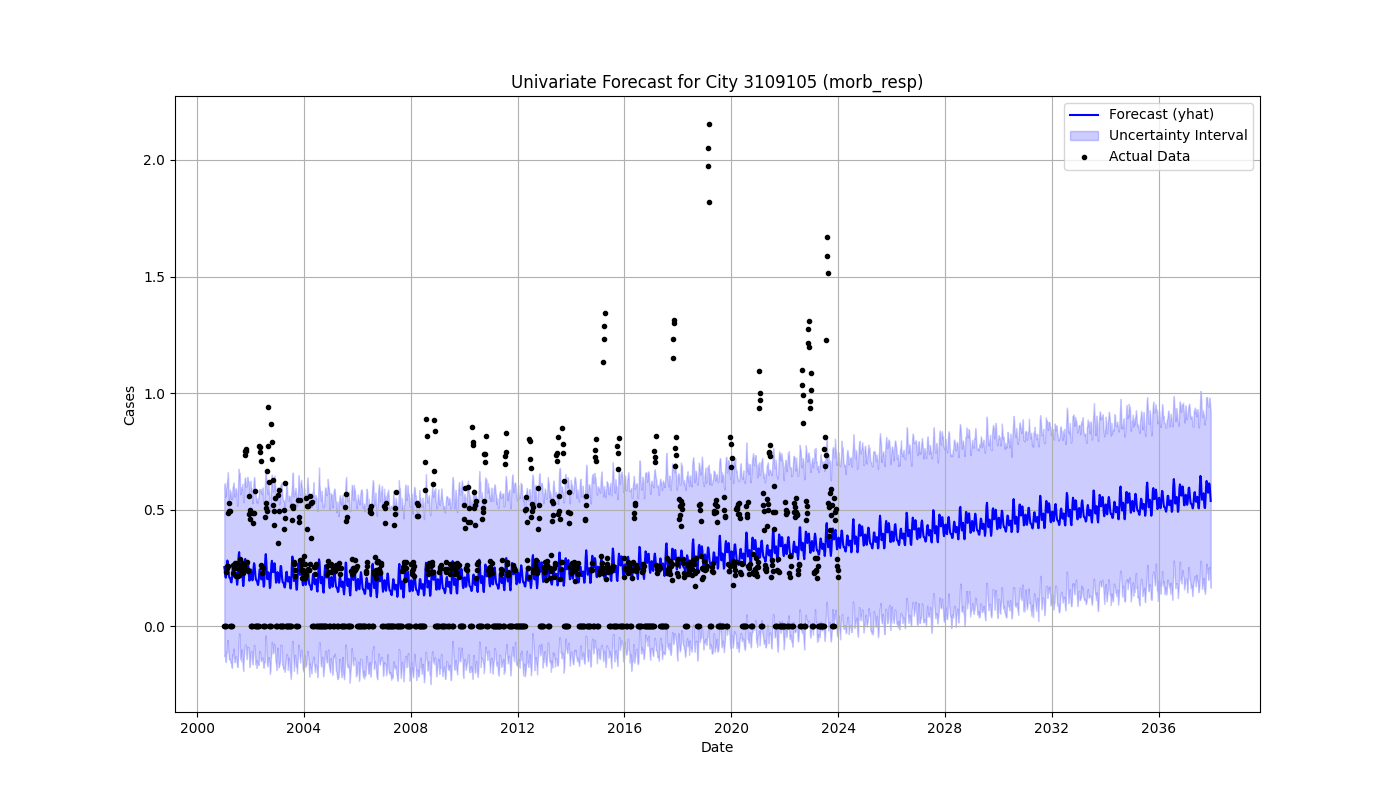 Univariate Forecast for City 3109105 (morb_resp)
Forecast (yhat)
Uncertainty Interval
Actual Data
Cases
2.0
1.5
1.0
0.5
0.0
2000 2004 2008 2012 2016 2020 2024 2028 2032 2036
Date